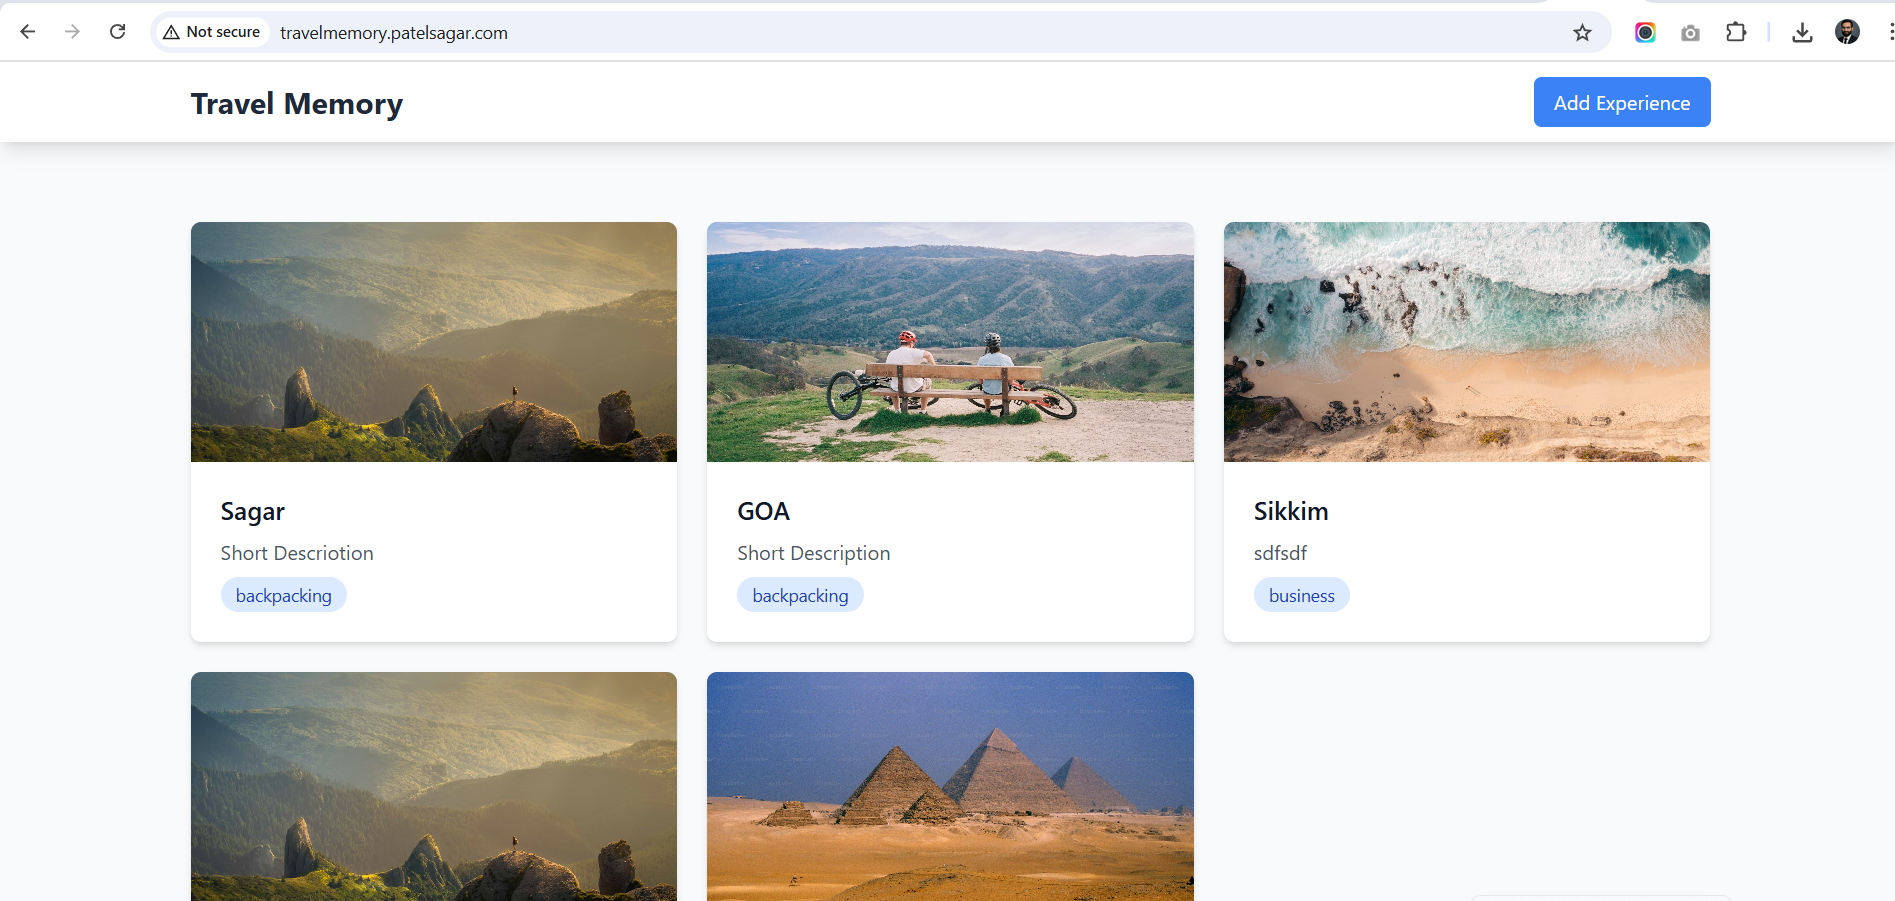 Not secure
travelmemory.patelsagar.com
Travel Memory
Add Experience
Sagar
Short Descriotion
backpacking
GOA
Short Description
backpacking
Sikkim
sdfsdf
business